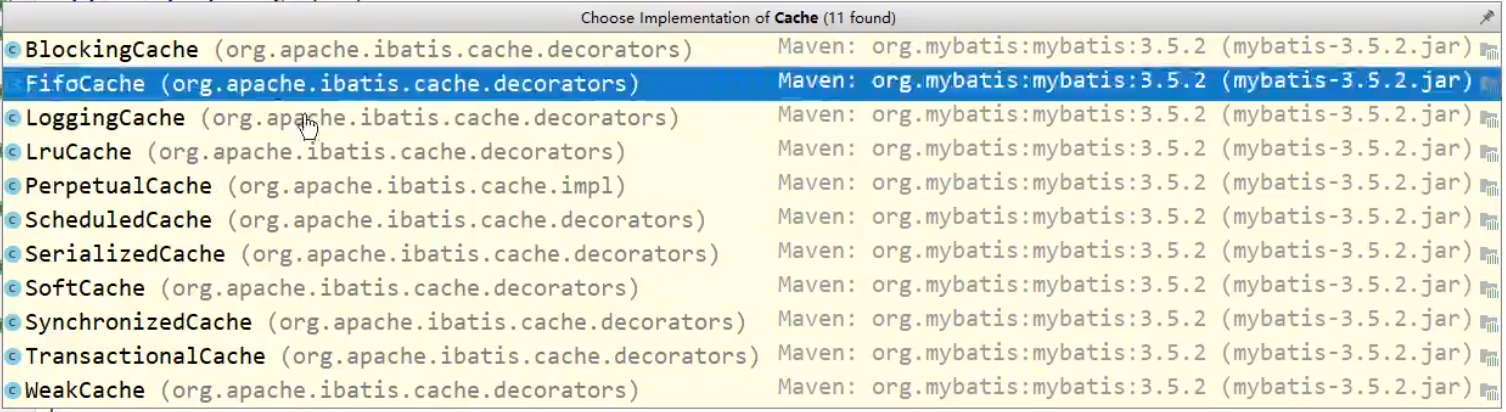 Choose Implementation of Cache (11 found)
BlockingCache (org.apache.ibatis.cache.decorators) Maven: org.mybatis:mybatis:3.5.2 (mybatis-3.5.2.jar)
FifoCache (org.apache.ibatis.cache.decorators) Maven: org.mybatis:mybatis:3.5.2 (mybatis-3.5.2.jar)
LoggingCache (org.apache.ibatis.cache.decorators) Maven: org.mybatis:mybatis:3.5.2 (mybatis-3.5.2.jar)
LruCache (org.apache.ibatis.cache.decorators) Maven: org.mybatis:mybatis:3.5.2 (mybatis-3.5.2.jar)
PerpetualCache (org.apache.ibatis.cache.impl) Maven: org.mybatis:mybatis:3.5.2 (mybatis-3.5.2.jar)
ScheduledCache (org.apache.ibatis.cache.decorators) Maven: org.mybatis:mybatis:3.5.2 (mybatis-3.5.2.jar)
SerializedCache (org.apache.ibatis.cache.decorators) Maven: org.mybatis:mybatis:3.5.2 (mybatis-3.5.2.jar)
SoftCache (org.apache.ibatis.cache.decorators) Maven: org.mybatis:mybatis:3.5.2 (mybatis-3.5.2.jar)
SynchronizedCache (org.apache.ibatis.cache.decorators) Maven: org.mybatis:mybatis:3.5.2 (mybatis-3.5.2.jar)
TransactionalCache (org.apache.ibatis.cache.decorators) Maven: org.mybatis:mybatis:3.5.2 (mybatis-3.5.2.jar)
WeakCache (org.apache.ibatis.cache.decorators) Maven: org.mybatis:mybatis:3.5.2 (mybatis-3.5.2.jar)